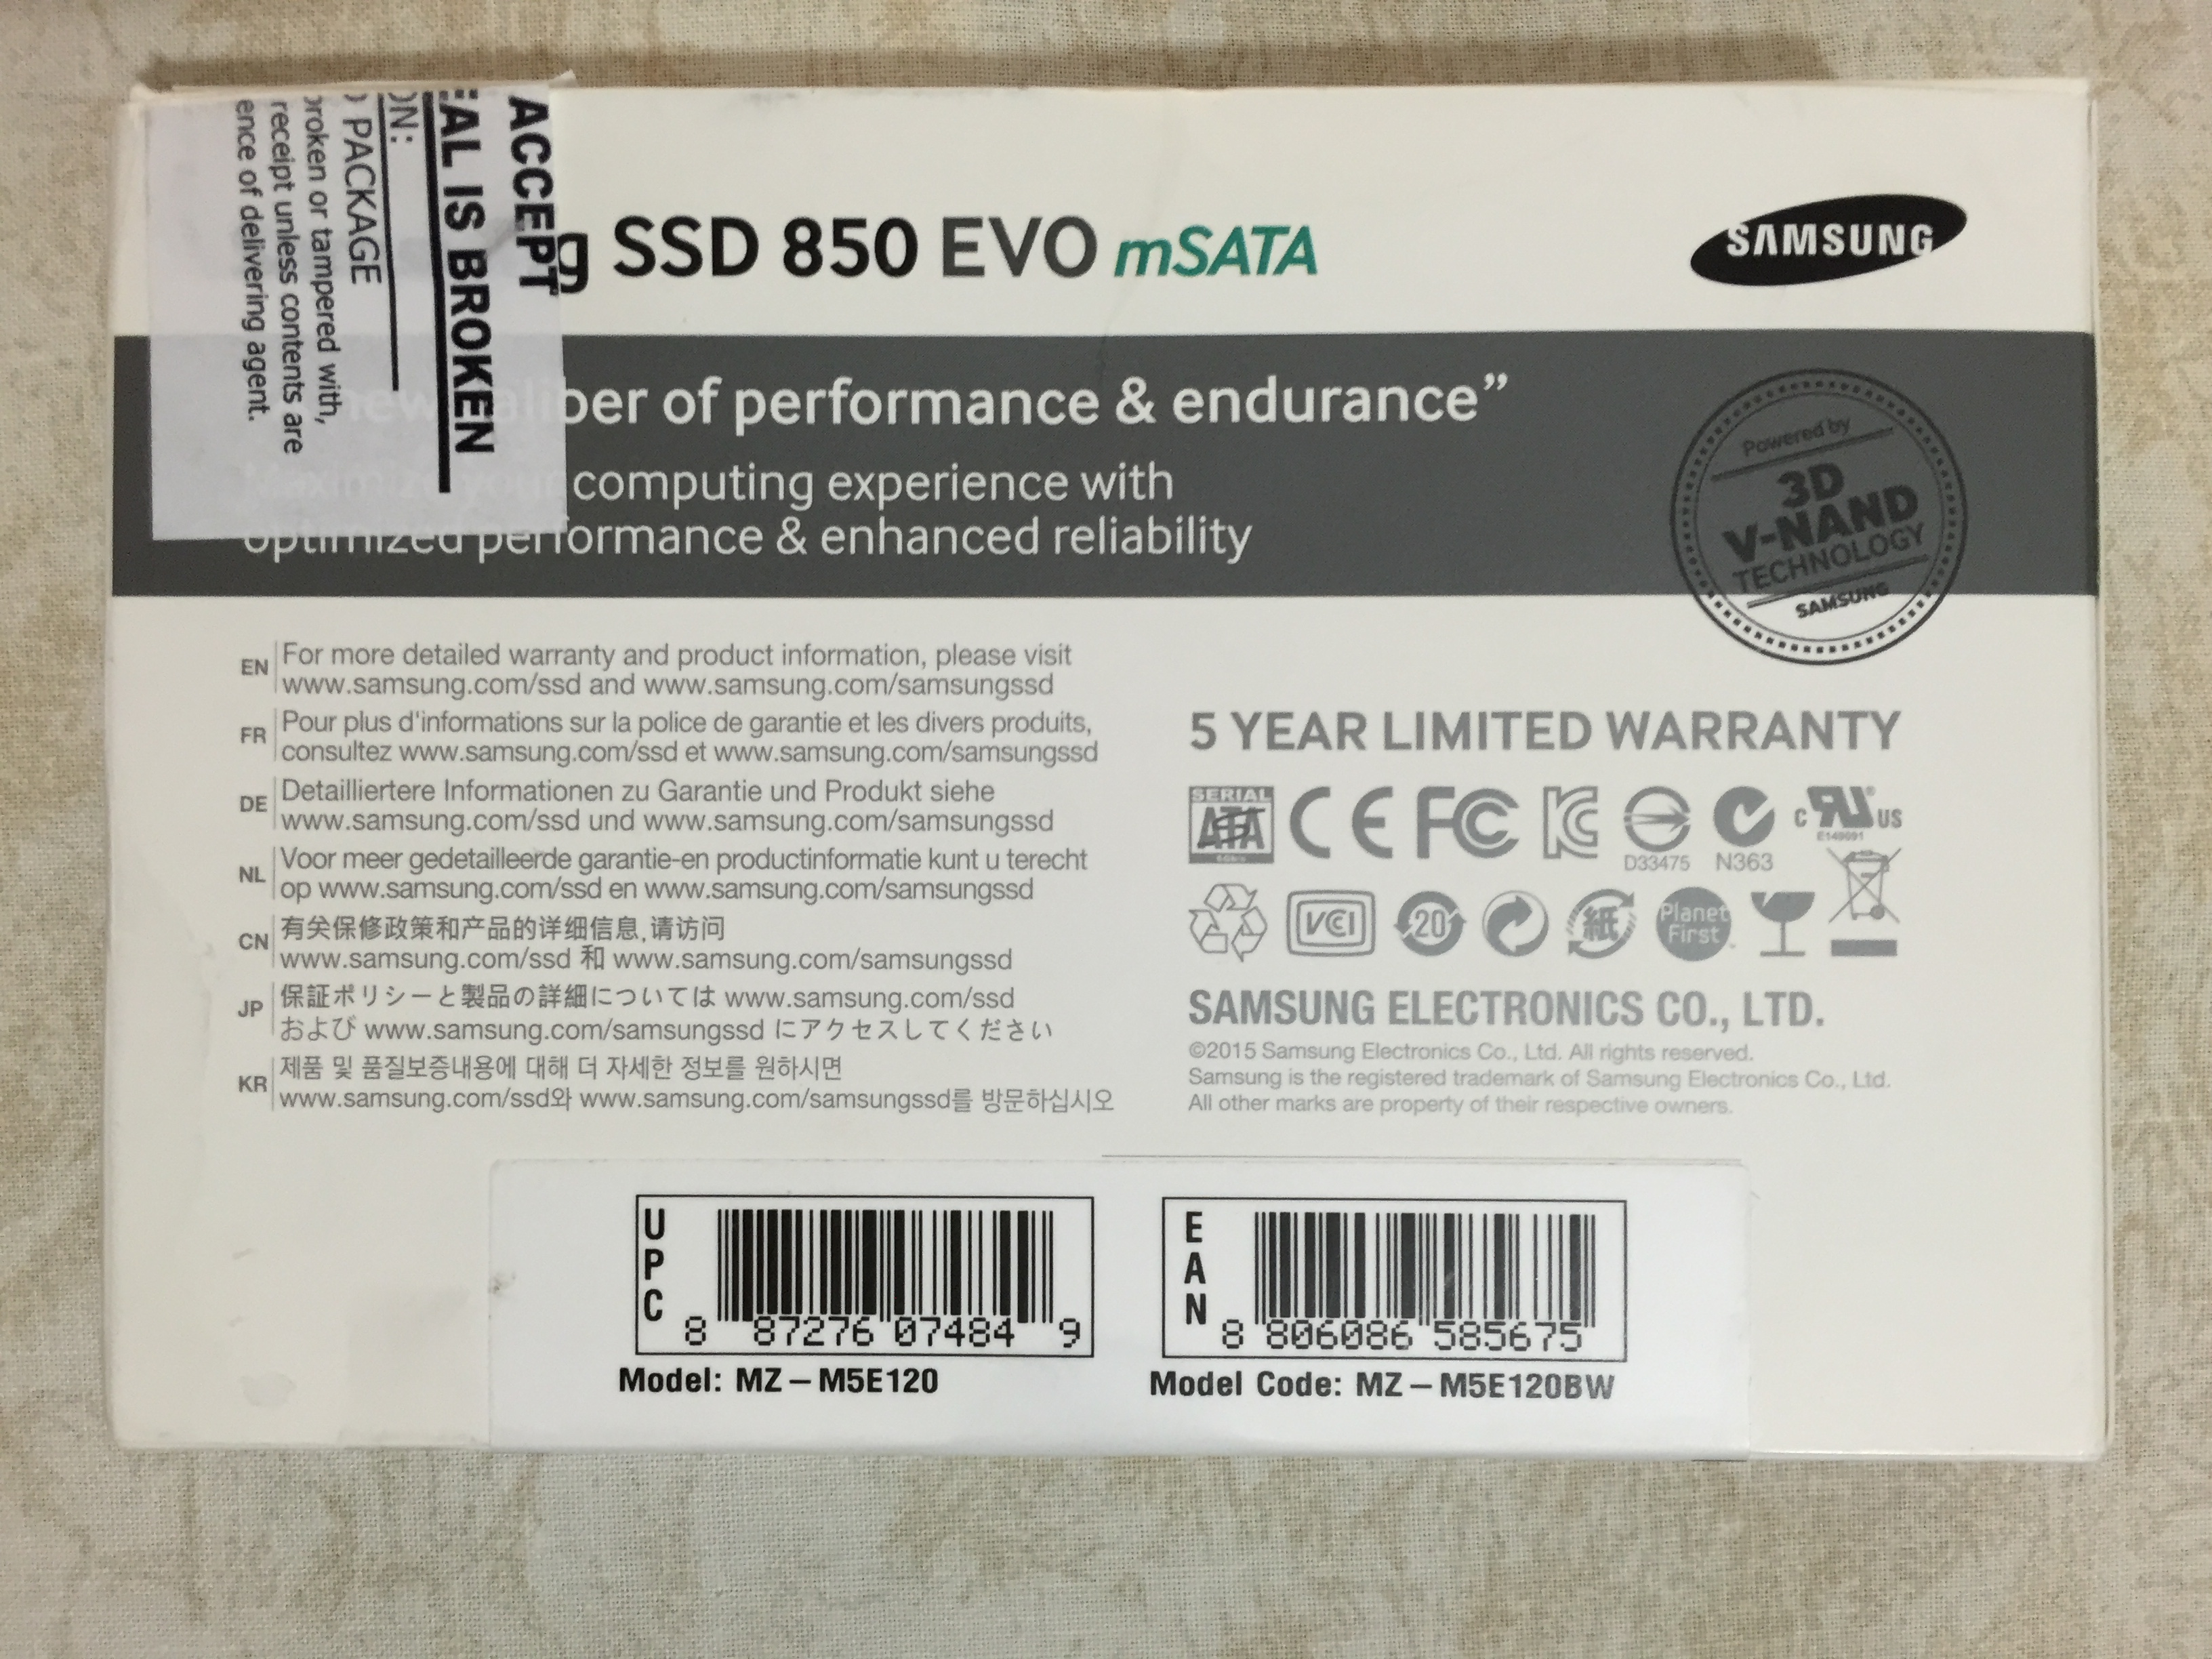 ACCEPT
IS BROKEN
PACKAGE
or tampered with,
receipt unless contents are
of delivering agent.
SSD 850 EVO mSATA
SAMSUNG
of performance & endurance”
computing experience with
optimized performance & enhanced reliability
Powered by
3D
V-NAND
TECHNOLOGY
SAMSUNG
EN
For more detailed warranty and product information, please visit
www.samsung.com/ssd and www.samsung.com/samsungssd
FR
Pour plus d'informations sur la police de garantie et les divers produits,
consultez www.samsung.com/ssd et www.samsung.com/samsungssd
DE
Detailliertere Informationen zu Garantie und Produkt siehe
www.samsung.com/ssd und www.samsung.com/samsungssd
NL
Voor meer gedetailleerde garantie-en productinformatie kunt u terecht
op www.samsung.com/ssd en www.samsung.com/samsungssd
CN
有关保修政策和产品的详细信息,请访问
www.samsung.com/ssd 和 www.samsung.com/samsungssd
JP
保証ポリシーと製品の詳細については www.samsung.com/ssd
および www.samsung.com/samsungssd にアクセスしてください
KR
제품 및 품질보증내용에 대해 더 자세한 정보를 원하시면
www.samsung.com/ssd와 www.samsung.com/samsungssd를 방문하십시오
5 YEAR LIMITED WARRANTY
SERIAL
ATA
CE FC
D33475
N363
c RU US
E149091
VCCI
20
紙
Planet
First
SAMSUNG ELECTRONICS CO., LTD.
©2015 Samsung Electronics Co., Ltd. All rights reserved.
Samsung is the registered trademark of Samsung Electronics Co., Ltd.
All other marks are property of their respective owners.
UPC
8 87276 07484 9
Model: MZ-M5E120
EAN
8 806086 585675
Model Code: MZ-M5E120BW